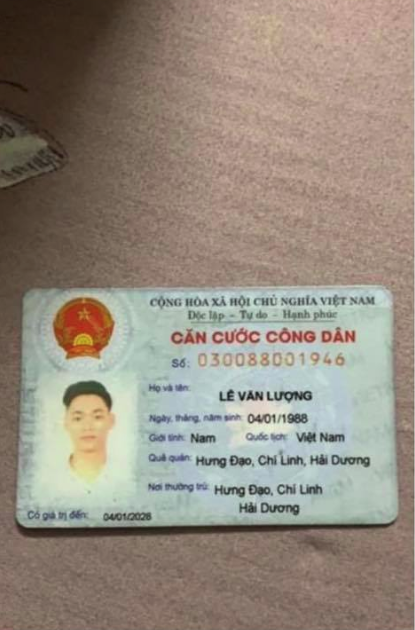 CỘNG HÒA XÃ HỘI CHỦ NGHĨA VIỆT NAM
Độc lập – Tự do – Hạnh phúc
CĂN CƯỚC CÔNG DÂN
Số: 030088001946
Họ và tên:
LÊ VĂN LƯỢNG
Ngày, tháng, năm sinh: 04/01/1988
Giới tính: Nam Quốc tịch: Việt Nam
Quê quán: Hưng Đạo, Chí Linh, Hải Dương
Nơi thường trú: Hưng Đạo, Chí Linh
Hải Dương
Có giá trị đến: 04/01/2028